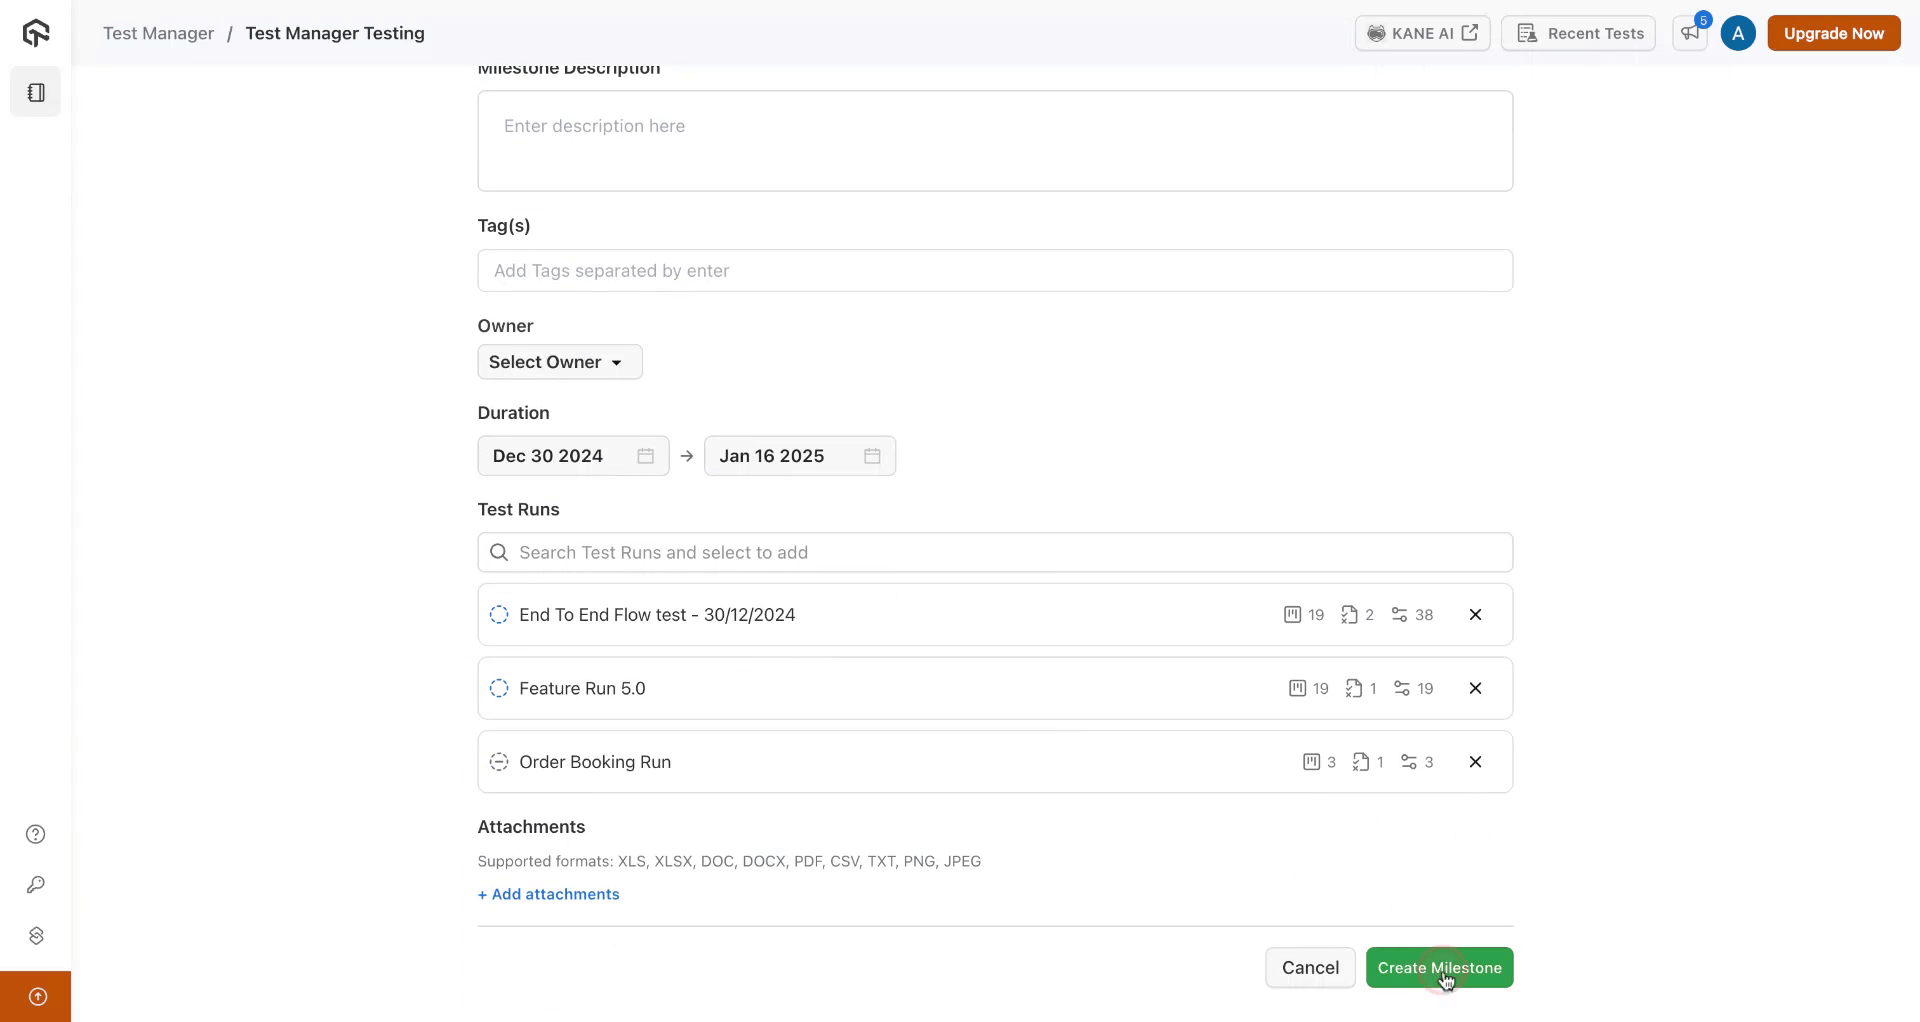 Test Manager / Test Manager Testing
KANE AI
Recent Tests
5
A
Upgrade Now
Milestone Description
Enter description here
Tag(s)
Add Tags separated by enter
Owner
Select Owner
Duration
Dec 30 2024 → Jan 16 2025
Test Runs
Search Test Runs and select to add
End To End Flow test - 30/12/2024 19 2 38
Feature Run 5.0 19 1 19
Order Booking Run 3 1 3
Attachments
Supported formats: XLS, XLSX, DOC, DOCX, PDF, CSV, TXT, PNG, JPEG
+ Add attachments
Cancel
Create Milestone